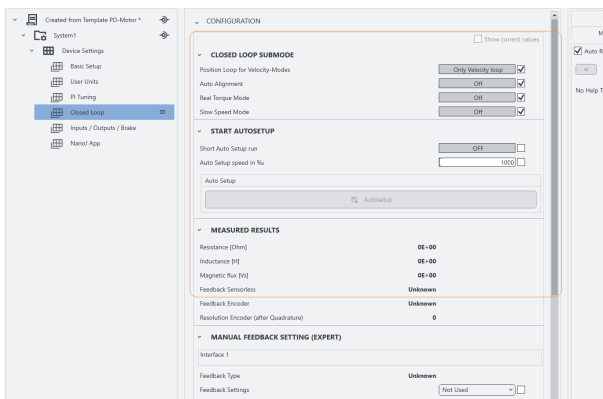 Created from Template PD-Motor *
System1
Device Settings
Basic Setup
User Units
PI Tuning
Closed Loop
Inputs / Outputs / Brake
NanoJ App
CONFIGURATION
Show current values
CLOSED LOOP SUBMODE
Position Loop for Velocity-Modes Only Velocity loop
Auto Alignment Off
Real Torque Mode Off
Slow Speed Mode Off
START AUTOSETUP
Short Auto Setup run OFF
Auto Setup speed in ‰ 1000
Auto Setup
Autosetup
MEASURED RESULTS
Resistance [Ohm] 0E+00
Inductance [H] 0E+00
Magnetic flux [Vs] 0E+00
Feedback Sensorless Unknown
Feedback Encoder Unknown
Resolution Encoder (after Quadrature) 0
MANUAL FEEDBACK SETTING (EXPERT)
Interface 1
Feedback Type Unknown
Feedback Settings Not Used
M
Auto R
No Help T